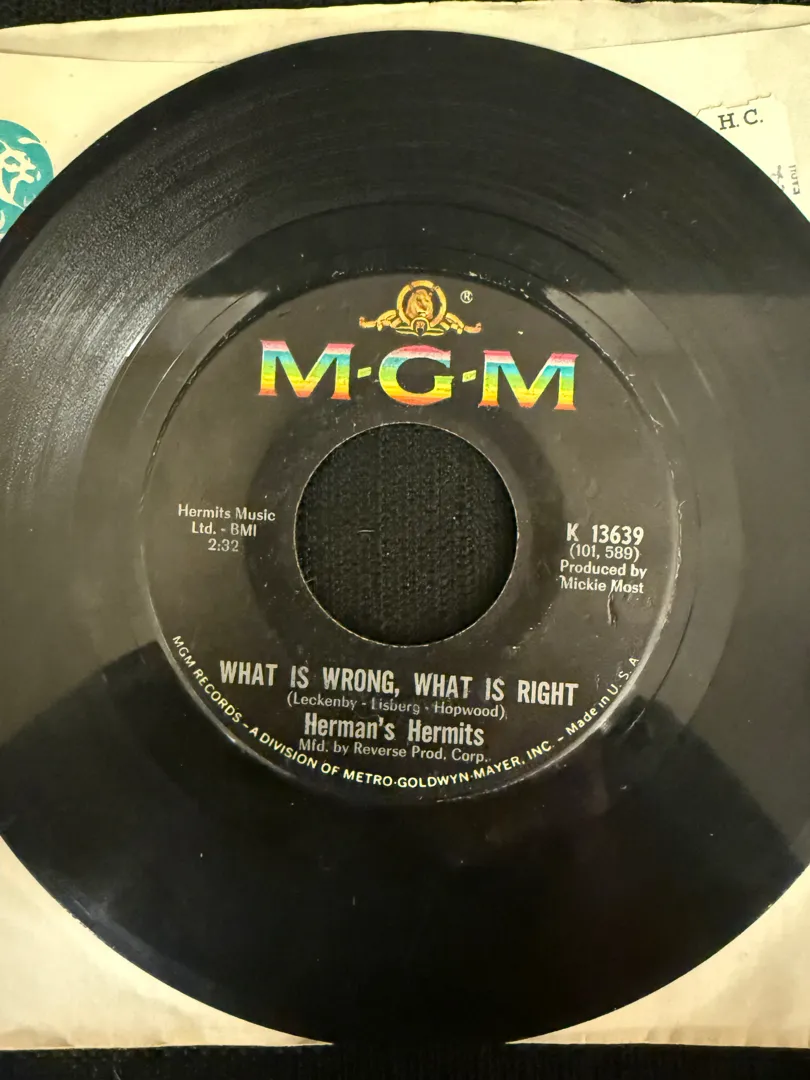 H. C.
®
M-G-M
Hermits Music
Ltd. - BMI
2:32
K 13639
(101, 589)
Produced by
Mickie Most
WHAT IS WRONG, WHAT IS RIGHT
(Leckenby - Lisberg - Hopwood)
Herman's Hermits
Mfd. by Reverse Prod. Corp.
MGM RECORDS - A DIVISION OF METRO-GOLDWYN-MAYER, INC. - Made in U.S.A